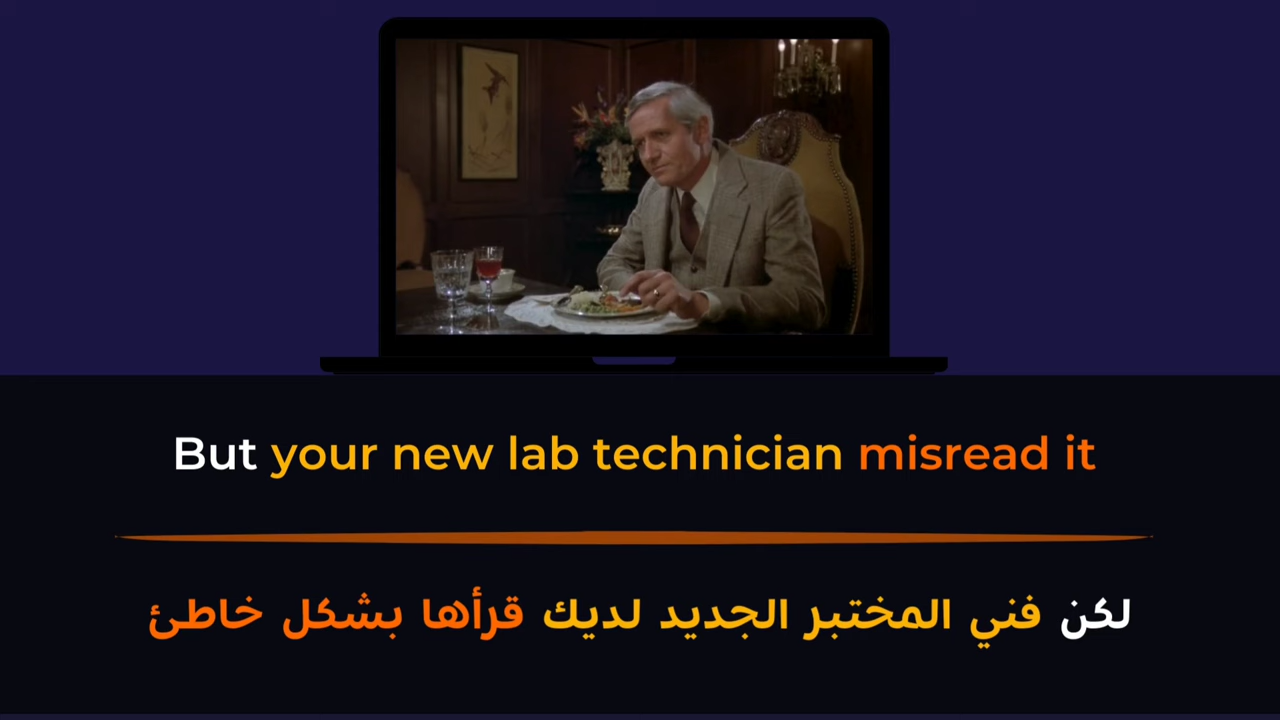 But your new lab technician misread it
لكن فني المختبر الجديد لديك قرأها بشكل خاطئ